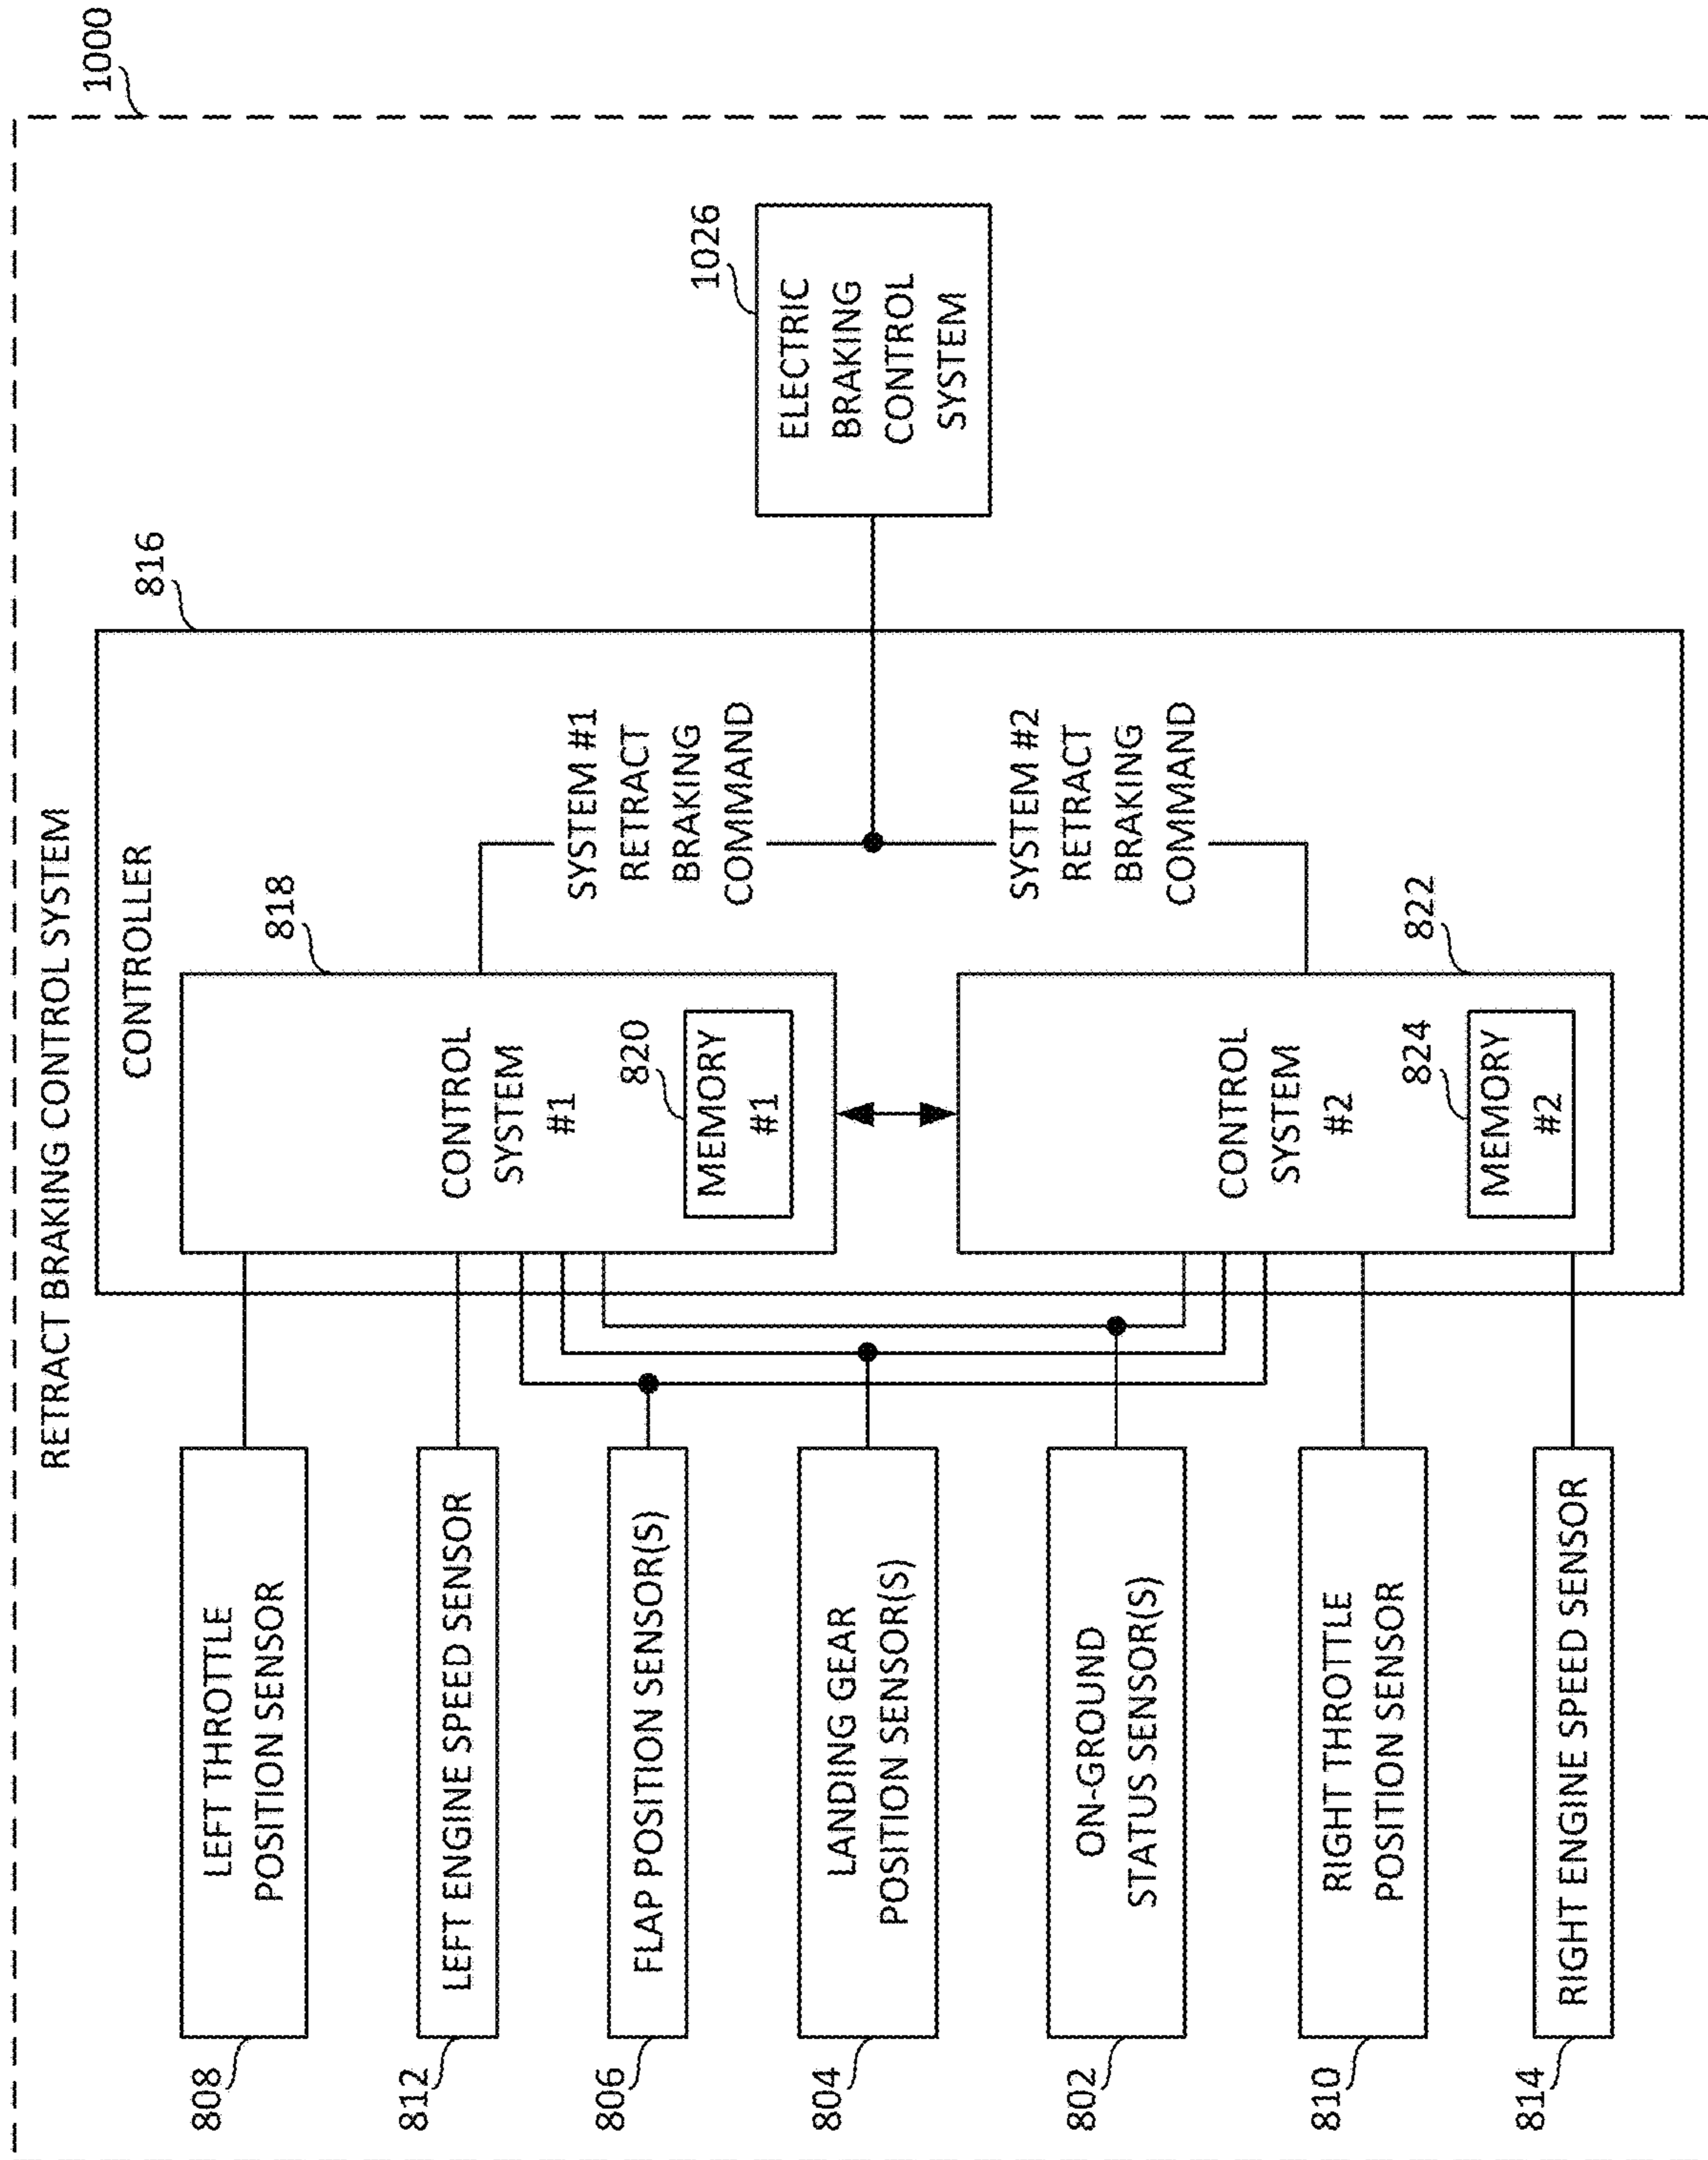 1000
RETRACT BRAKING CONTROL SYSTEM
816
CONTROLLER
808
LEFT THROTTLE
POSITION SENSOR
812
LEFT ENGINE SPEED SENSOR
806
FLAP POSITION SENSOR(S)
804
LANDING GEAR
POSITION SENSOR(S)
802
ON-GROUND
STATUS SENSOR(S)
810
RIGHT THROTTLE
POSITION SENSOR
814
RIGHT ENGINE SPEED SENSOR
818
CONTROL
SYSTEM
#1
820
MEMORY
#1
822
CONTROL
SYSTEM
#2
824
MEMORY
#2
SYSTEM #1
RETRACT
BRAKING
COMMAND
SYSTEM #2
RETRACT
BRAKING
COMMAND
1026
ELECTRIC
BRAKING
CONTROL
SYSTEM